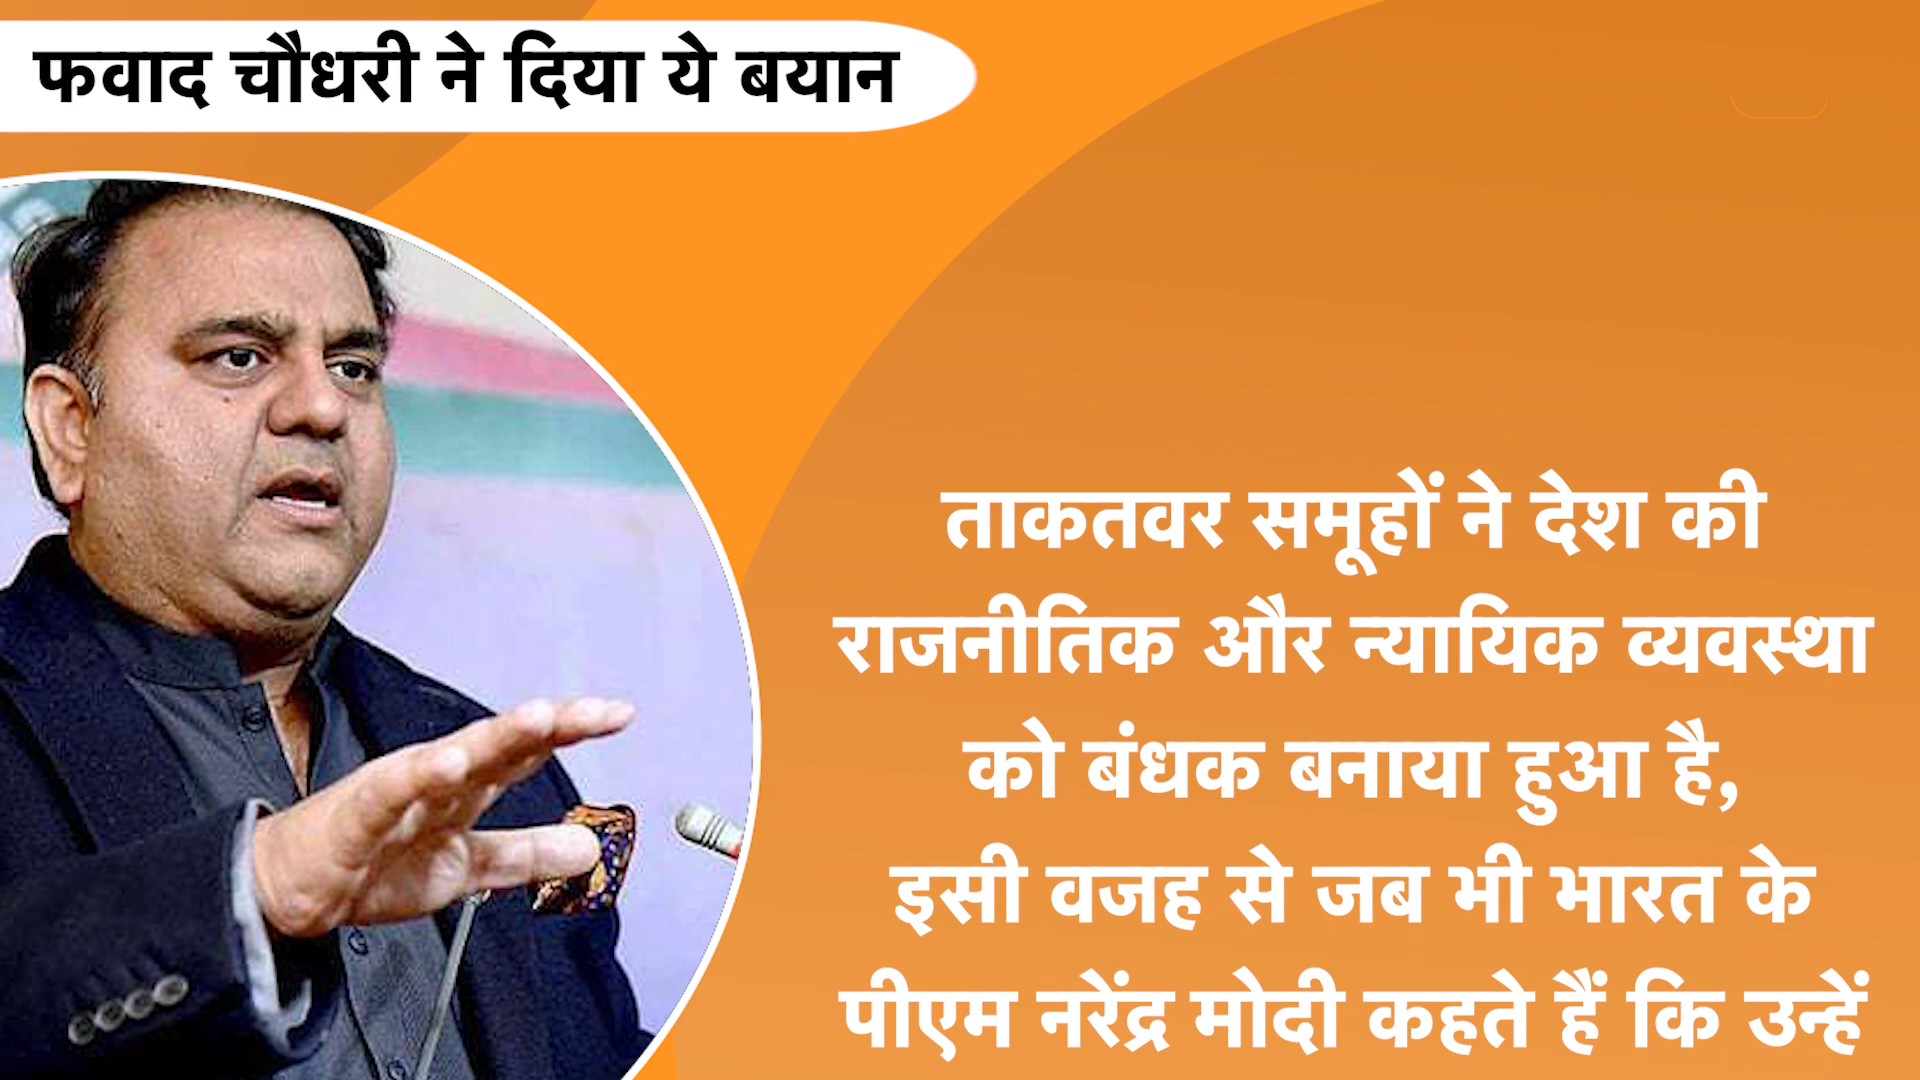 फवाद चौधरी ने दिया ये बयान
ताकतवर समूहों ने देश की
राजनीतिक और न्यायिक व्यवस्था
को बंधक बनाया हुआ है,
इसी वजह से जब भी भारत के
पीएम नरेंद्र मोदी कहते हैं कि उन्हें